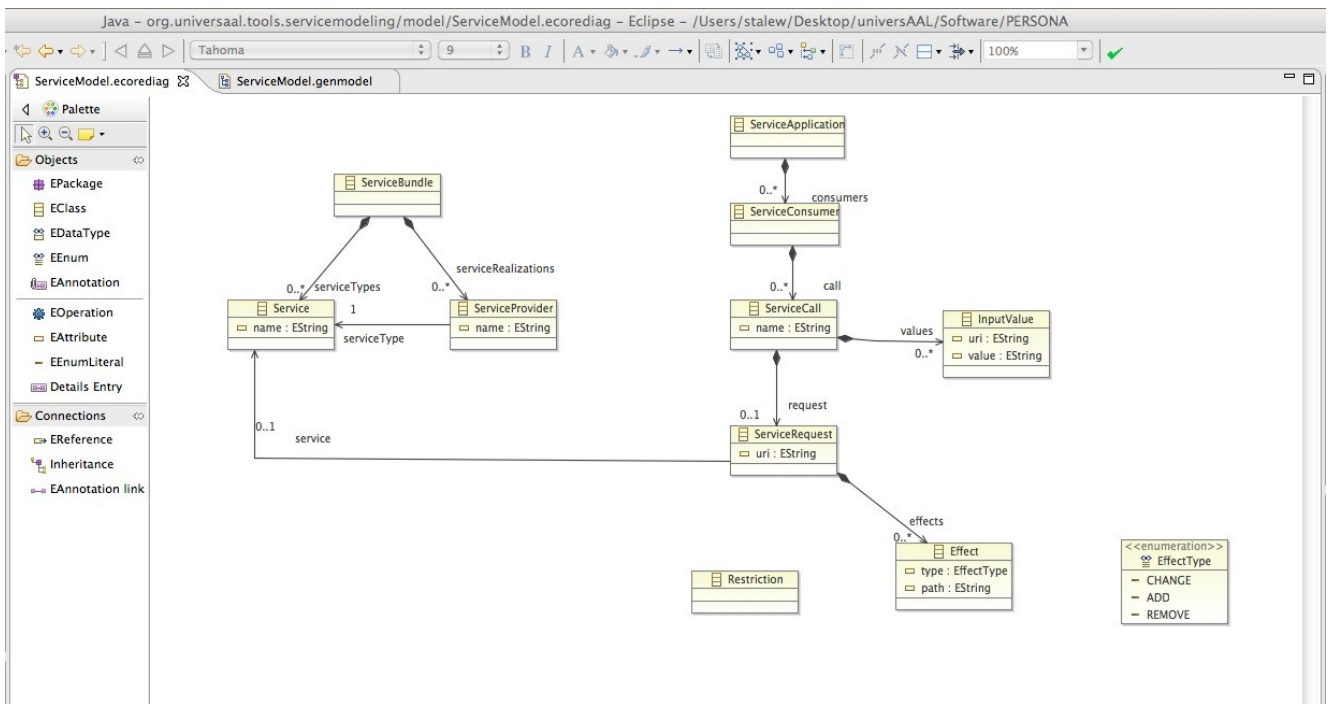 Java - org.universaal.tools.servicemodeling/model/ServiceModel.ecorediag - Eclipse - /Users/stalew/Desktop/universAAL/Software/PERSONA
Tahoma 9 B I A 100%
ServiceModel.ecorediag ServiceModel.genmodel
Palette
Objects
EPackage
EClass
EDataType
EEnum
EAnnotation
EOperation
EAttribute
EEnumLiteral
Details Entry
Connections
EReference
Inheritance
EAnnotation link
ServiceBundle
0..* serviceTypes
serviceRealizations
0..*
Service
name : EString
1
serviceType
ServiceProvider
name : EString
0..1
service
ServiceApplication
0..*
consumers
ServiceConsumer
0..* call
ServiceCall
name : EString
values
0..*
InputValue
uri : EString
value : EString
request
0..1
ServiceRequest
uri : EString
effects
0..*
Effect
type : EffectType
path : EString
Restriction
<<enumeration>>
EffectType
CHANGE
ADD
REMOVE